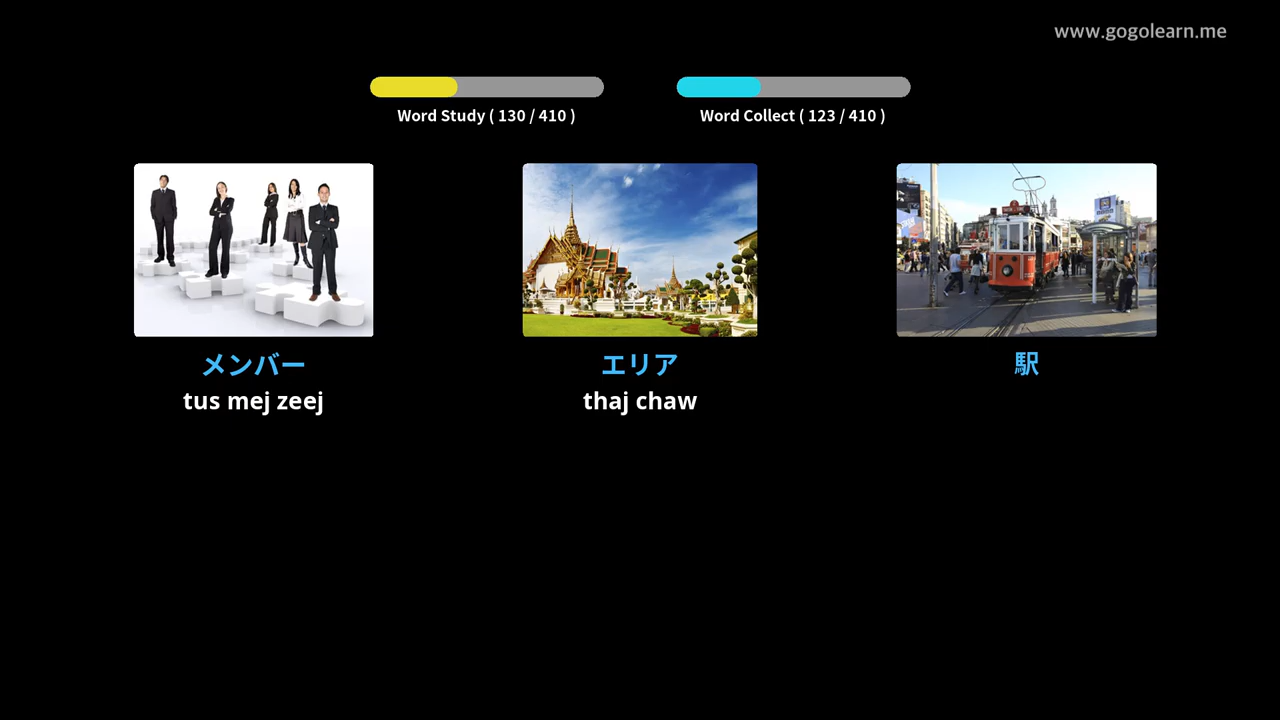 www.gogolearn.me
Word Study ( 130 / 410 )
Word Collect ( 123 / 410 )
メンバー
tus mej zeej
エリア
thaj chaw
駅